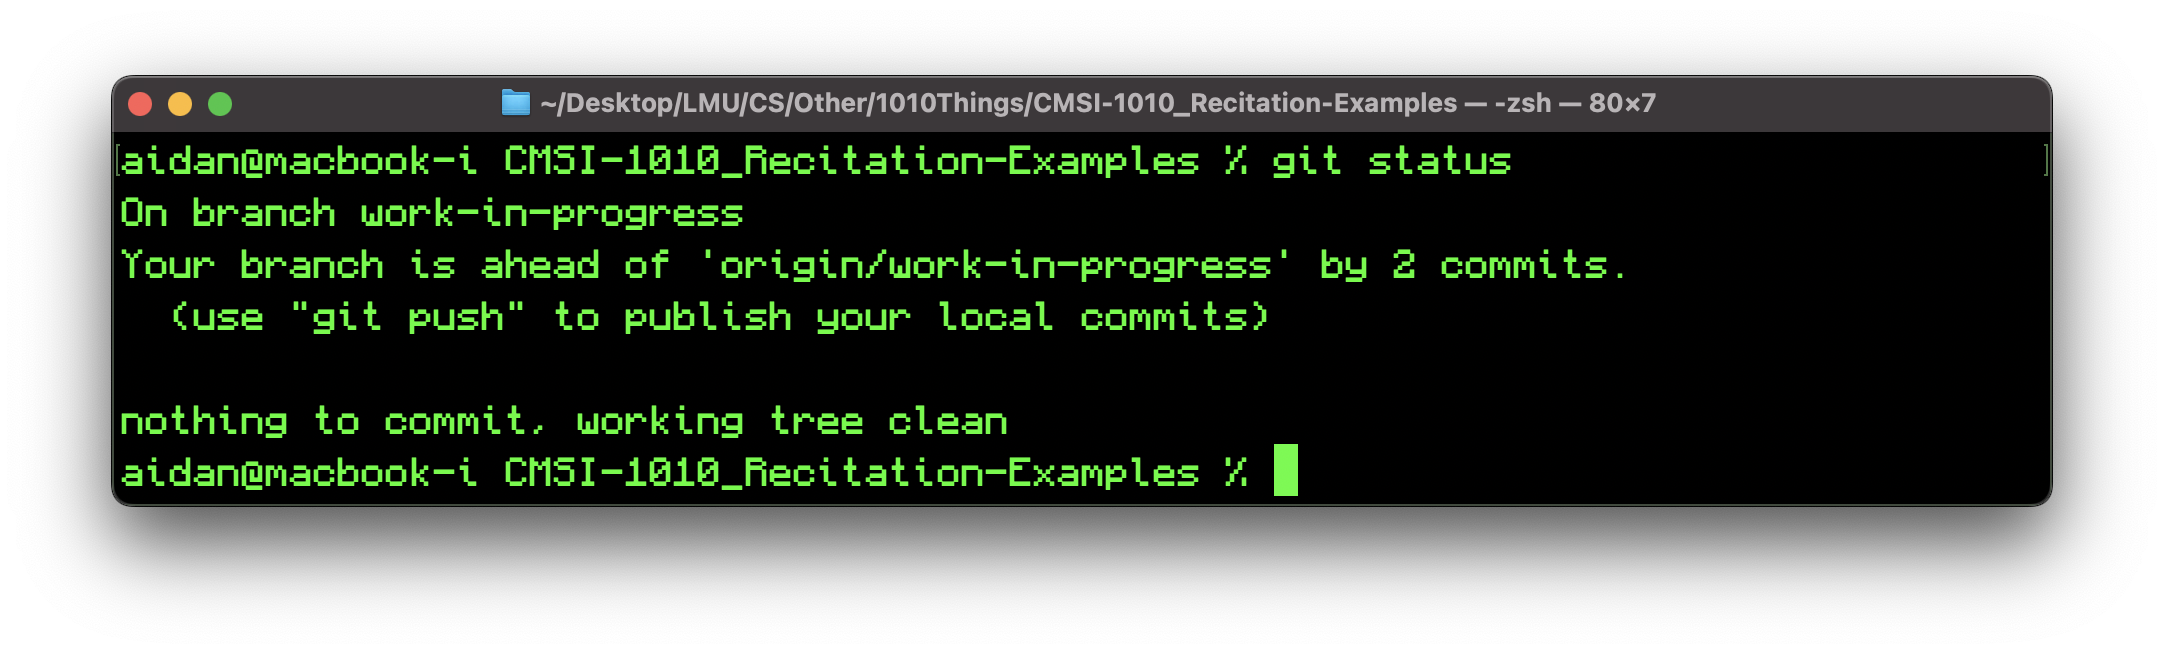 ~/Desktop/LMU/CS/Other/1010Things/CMSI-1010_Recitation-Examples — -zsh — 80×7
aidan@macbook-i CMSI-1010_Recitation-Examples % git status
On branch work-in-progress
Your branch is ahead of 'origin/work-in-progress' by 2 commits.
  (use "git push" to publish your local commits)

nothing to commit, working tree clean
aidan@macbook-i CMSI-1010_Recitation-Examples %